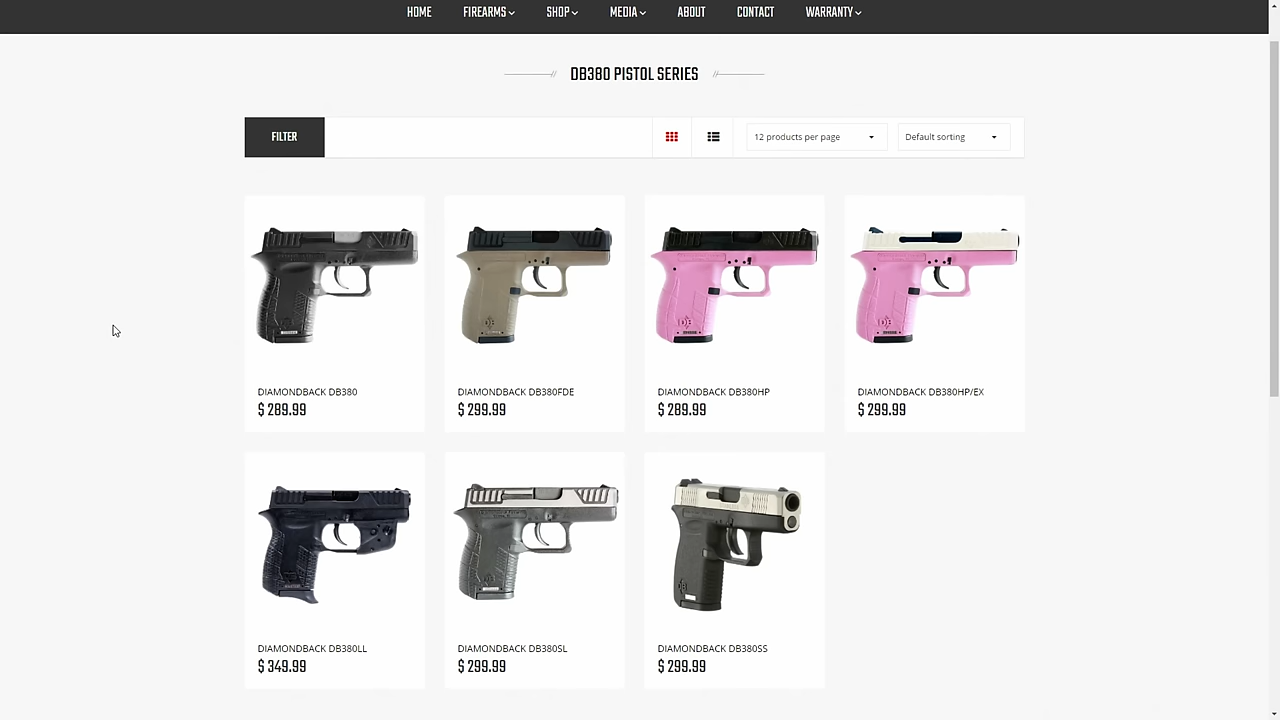 HOME FIREARMS SHOP MEDIA ABOUT CONTACT WARRANTY
DB380 PISTOL SERIES
FILTER 12 products per page Default sorting
DIAMONDBACK DB380
$ 289.99
DIAMONDBACK DB380FDE
$ 299.99
DIAMONDBACK DB380HP
$ 289.99
DIAMONDBACK DB380HP/EX
$ 299.99
DIAMONDBACK DB380LL
$ 349.99
DIAMONDBACK DB380SL
$ 299.99
DIAMONDBACK DB380SS
$ 299.99